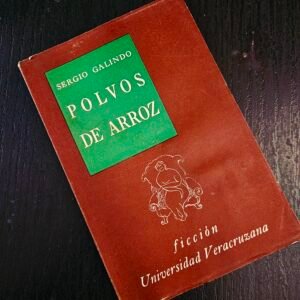 SERGIO GALINDO
POLVOS
DE ARROZ
ficción
Universidad Veracruzana